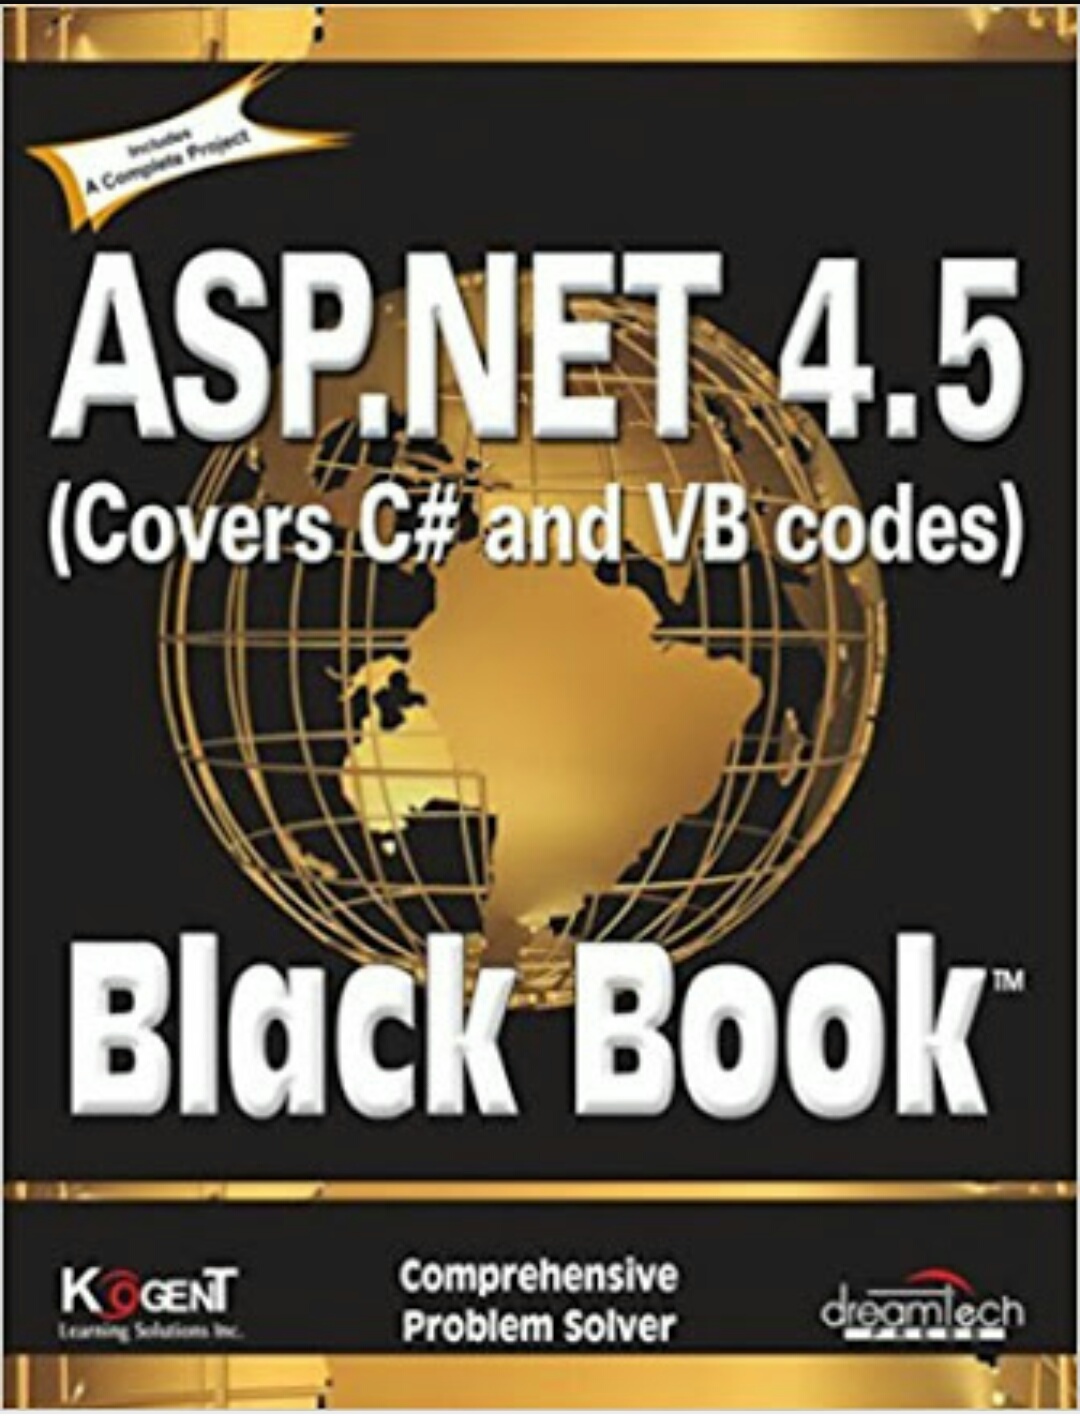 Includes
A Complete Project
ASP.NET 4.5
(Covers C# and VB codes)
Black Book™
KOGENT
Learning Solutions Inc.
Comprehensive
Problem Solver
dreamtech
PRESS